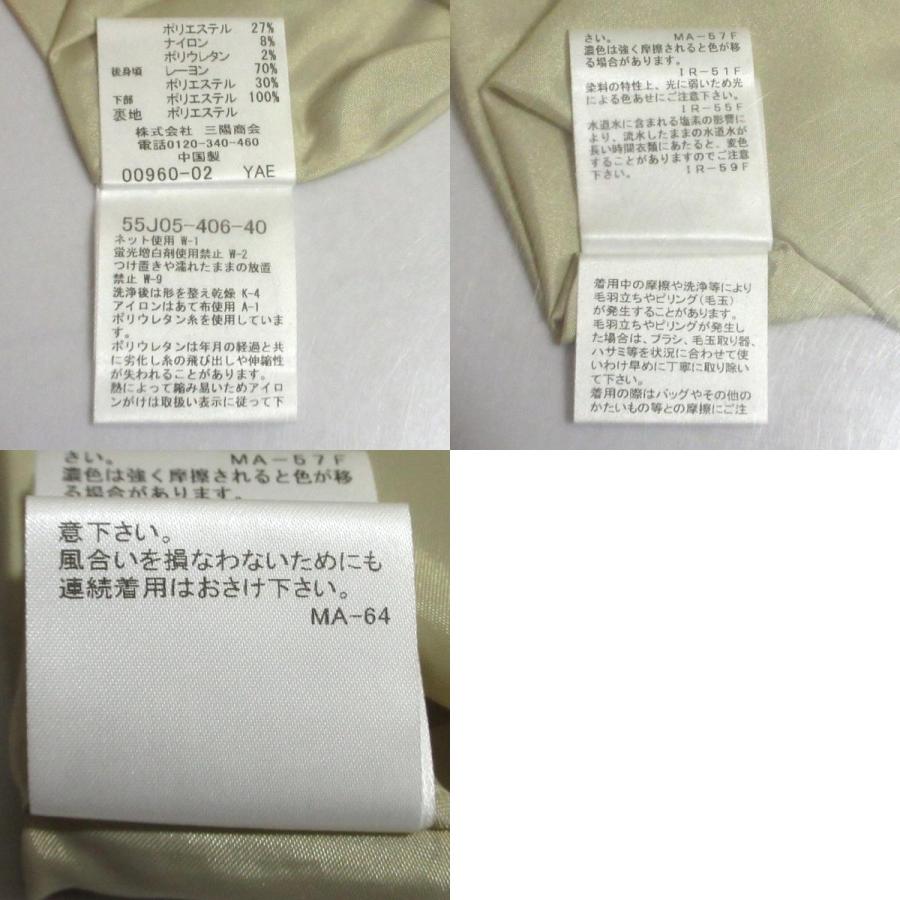 ポリエステル 27%
ナイロン 8%
ポリウレタン 2%
後身頃 レーヨン 70%
ポリエステル 30%
下部 ポリエステル 100%
裏地 ポリエステル
株式会社 三陽商会
電話0120-340-460
中国製
00960-02 YAE
55J05-406-40
ネット使用 W-1
蛍光増白剤使用禁止 W-2
つけ置きや濡れたままの放置
禁止 W-9
洗浄後は形を整え乾燥 K-4
アイロンはあて布使用 A-1
ポリウレタン糸を使用していま
す。
ポリウレタンは年月の経過と共
に劣化し糸の飛び出しや伸縮性
が失われることがあります。
熱によって縮み易いためアイロ
ンがけは取扱い表示に従って下
さい。 MA-57F
濃色は強く摩擦されると色が移
る場合があります。
IR-51F
染料の特性上、光に弱いため光
による色あせにご注意下さい。
IR-55F
水道水に含まれる塩素の影響に
より、流水したままの水道水が
長い時間衣類にあたると、変色
することがありますのでご注意
下さい。 IR-59F
着用中の摩擦や洗浄等により
毛羽立ちやピリング(毛玉)
が発生することがあります。
毛羽立ちやピリングが発生し
た場合は、ブラシ、毛玉取り器、
ハサミ等を状況に合わせて使
いわけ早めに丁寧に取り除い
て下さい。
着用の際はバッグやその他の
かたいもの等との摩擦にご注
さい。 MA-57F
濃色は強く摩擦されると色が移
る場合があります。
意下さい。
風合いを損なわないためにも
連続着用はおさけ下さい。
MA-64